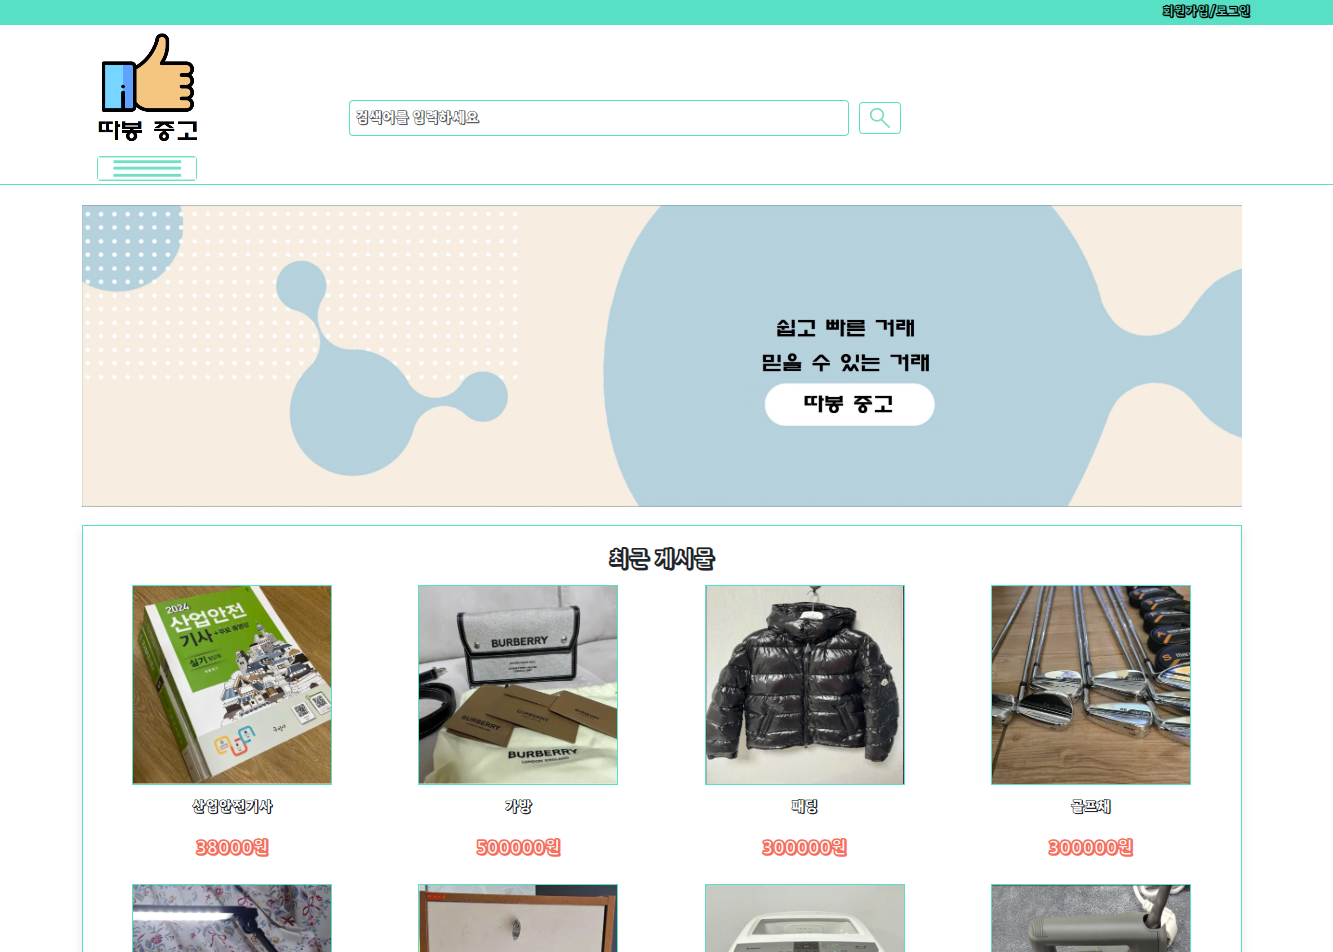 회원가입/로그인
따봉 중고
검색어를 입력하세요
쉽고 빠른 거래
믿을 수 있는 거래
따봉 중고
최근 게시물
2024
산업안전
기사
실기
BURBERRY
BURBERRY
BURBERRY
BURBERRY
LONDON ENGLAND
산업안전기사
가방
패딩
골프채
38000원
500000원
300000원
300000원